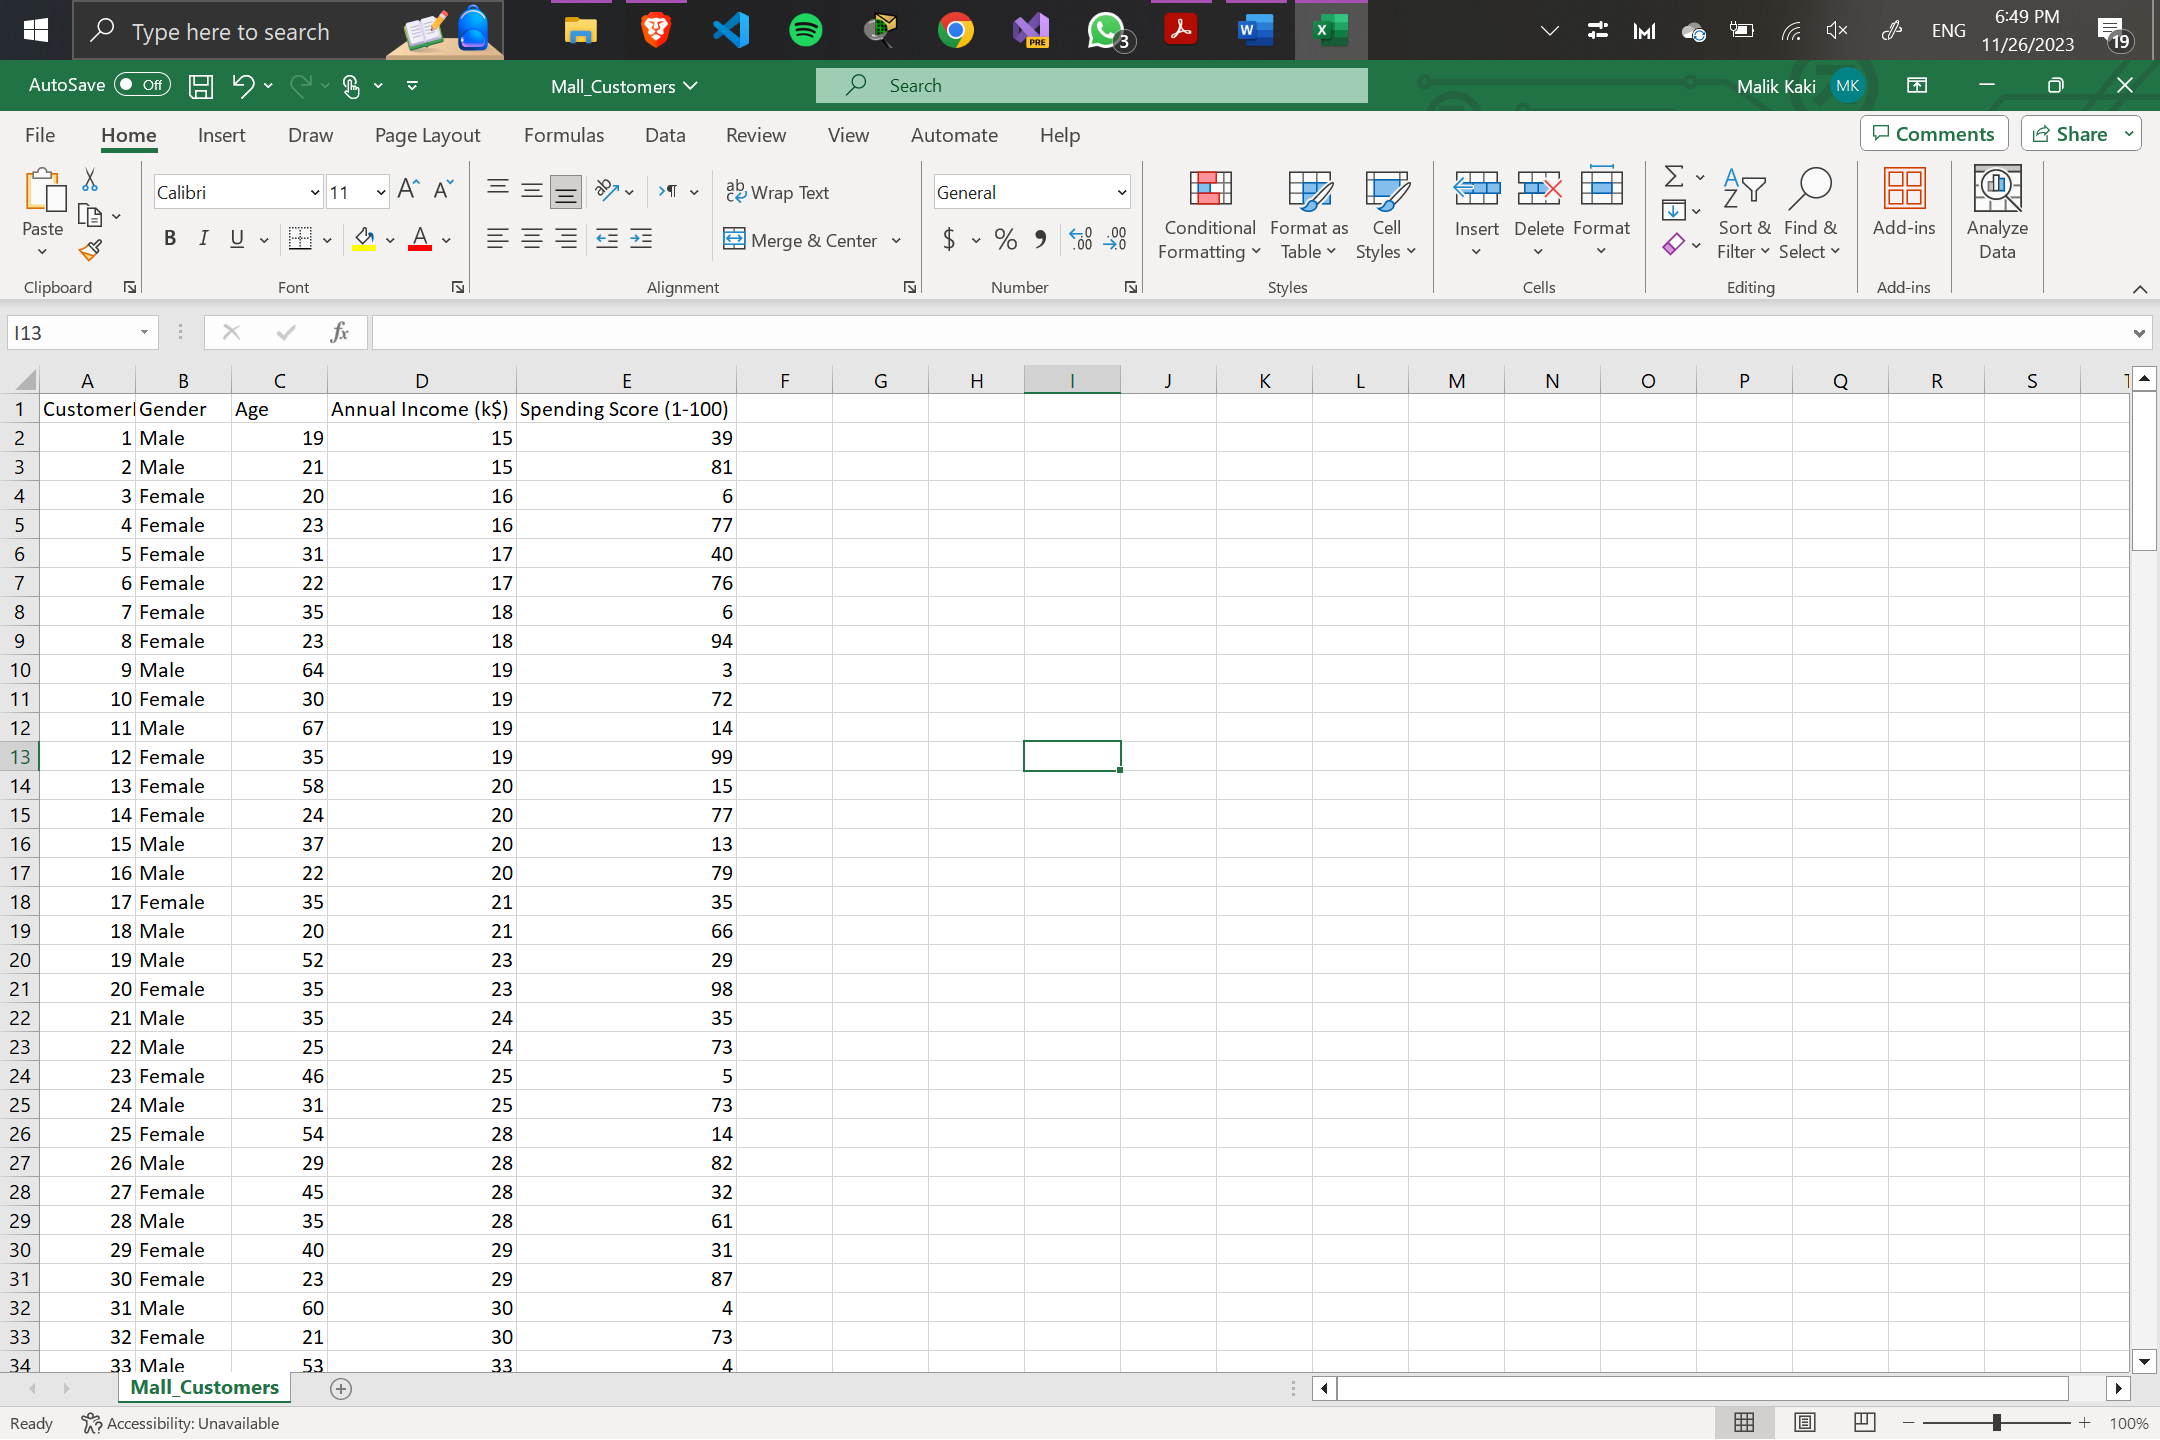 Type here to search
3
PRE
W
X
ENG
6:49 PM
11/26/2023
19
AutoSave Off
Mall_Customers
Search
Malik Kaki MK
File Home Insert Draw Page Layout Formulas Data Review View Automate Help Comments Share
Paste
Calibri 11 A A
B I U A
ab Wrap Text
Merge & Center
General
$ % 9 .00 .00
Conditional Formatting
Format as Table
Cell Styles
Insert Delete Format
Sort & Filter
Find & Select
Add-ins
Analyze Data
Clipboard Font Alignment Number Styles Cells Editing Add-ins
I13 fx
A B C D E F G H I J K L M N O P Q R S T
1 CustomerI Gender Age Annual Income (k$) Spending Score (1-100)
2 1 Male 19 15 39
3 2 Male 21 15 81
4 3 Female 20 16 6
5 4 Female 23 16 77
6 5 Female 31 17 40
7 6 Female 22 17 76
8 7 Female 35 18 6
9 8 Female 23 18 94
10 9 Male 64 19 3
11 10 Female 30 19 72
12 11 Male 67 19 14
13 12 Female 35 19 99
14 13 Female 58 20 15
15 14 Female 24 20 77
16 15 Male 37 20 13
17 16 Male 22 20 79
18 17 Female 35 21 35
19 18 Male 20 21 66
20 19 Male 52 23 29
21 20 Female 35 23 98
22 21 Male 35 24 35
23 22 Male 25 24 73
24 23 Female 46 25 5
25 24 Male 31 25 73
26 25 Female 54 28 14
27 26 Male 29 28 82
28 27 Female 45 28 32
29 28 Male 35 28 61
30 29 Female 40 29 31
31 30 Female 23 29 87
32 31 Male 60 30 4
33 32 Female 21 30 73
34 33 Male 53 33 4
Mall_Customers
Ready Accessibility: Unavailable 100%